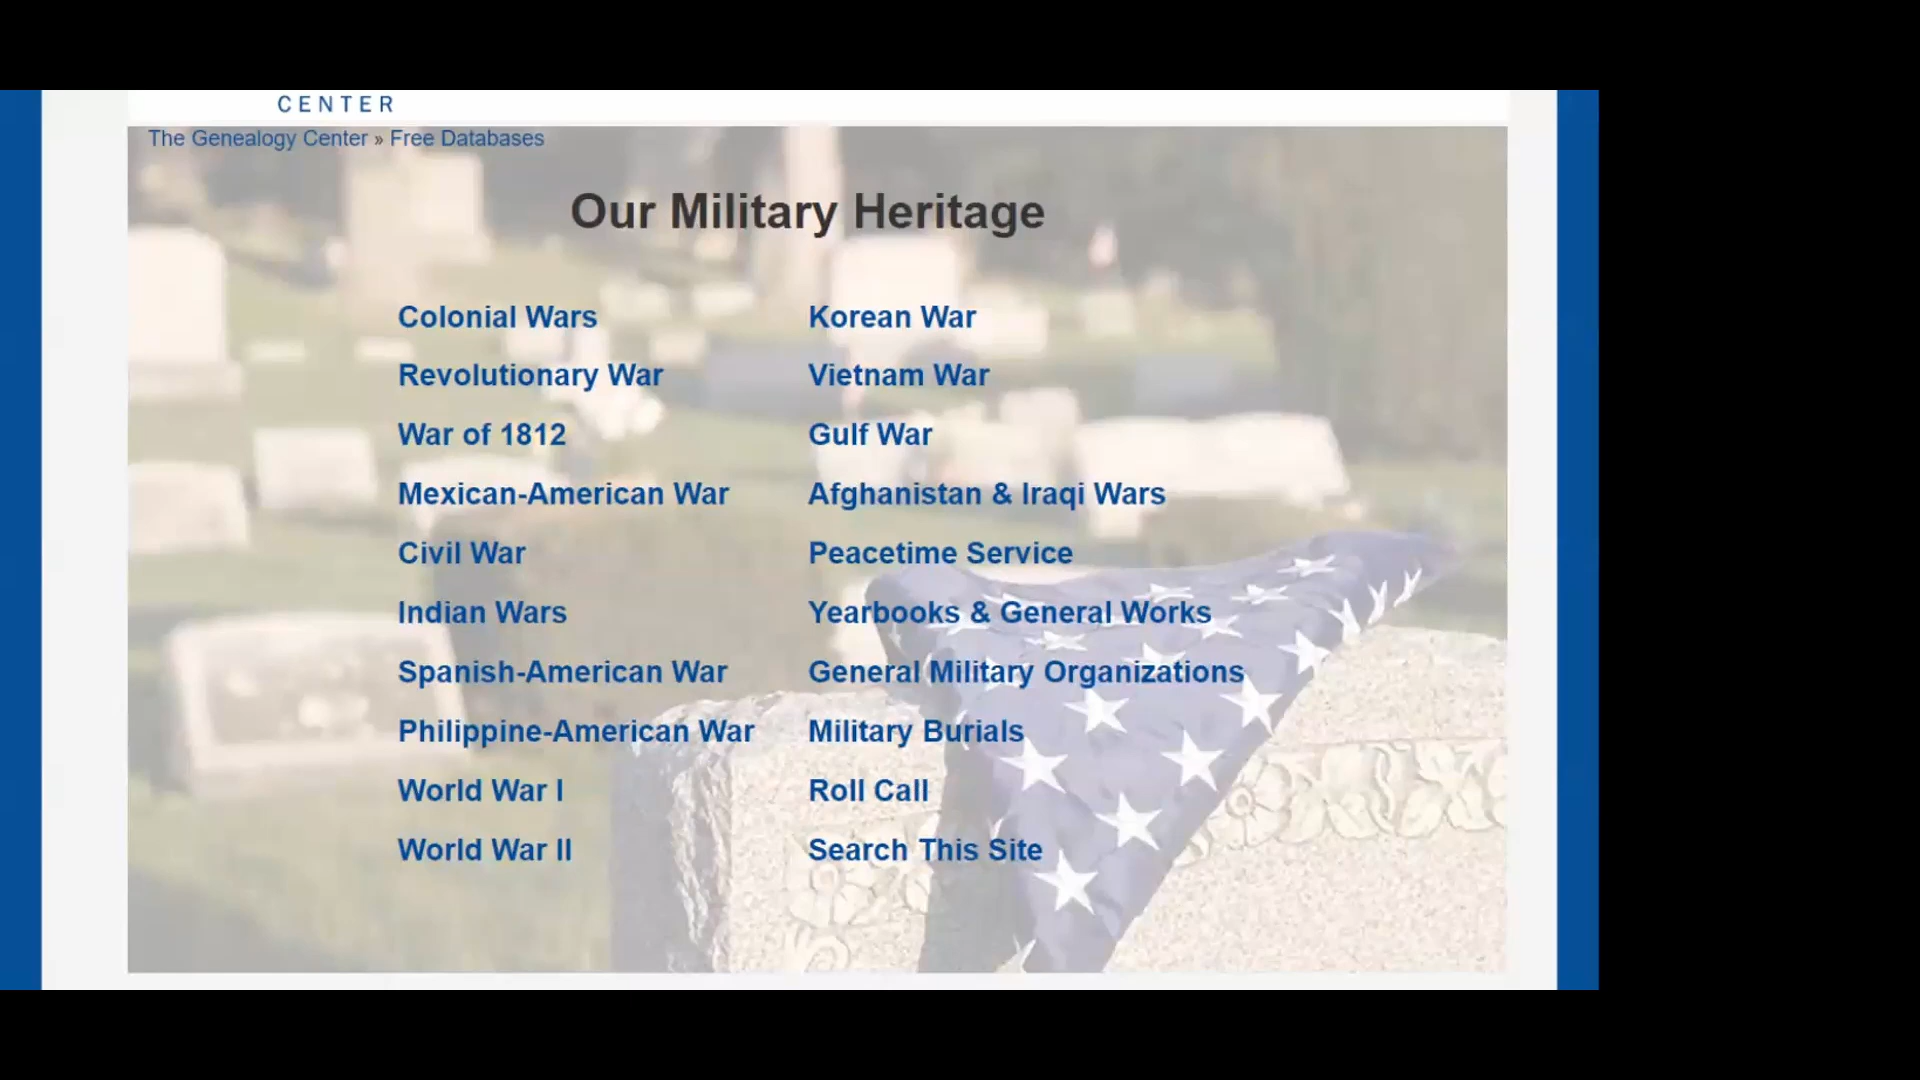 CENTER
The Genealogy Center » Free Databases
Our Military Heritage
Colonial Wars
Revolutionary War
War of 1812
Mexican-American War
Civil War
Indian Wars
Spanish-American War
Philippine-American War
World War I
World War II
Korean War
Vietnam War
Gulf War
Afghanistan & Iraqi Wars
Peacetime Service
Yearbooks & General Works
General Military Organizations
Military Burials
Roll Call
Search This Site